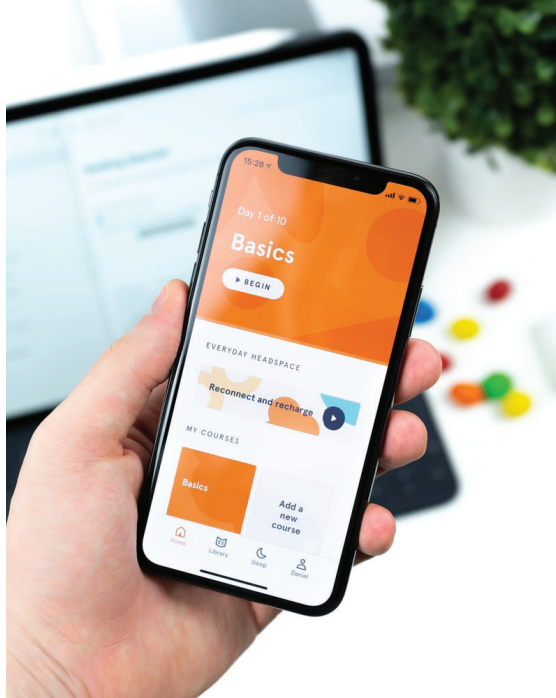 15:28
Day 1 of 10
Basics
BEGIN
EVERYDAY HEADSPACE
Reconnect and recharge
MY COURSES
Basics
Add a
new
course
Home
Library
Sleep
Daniel